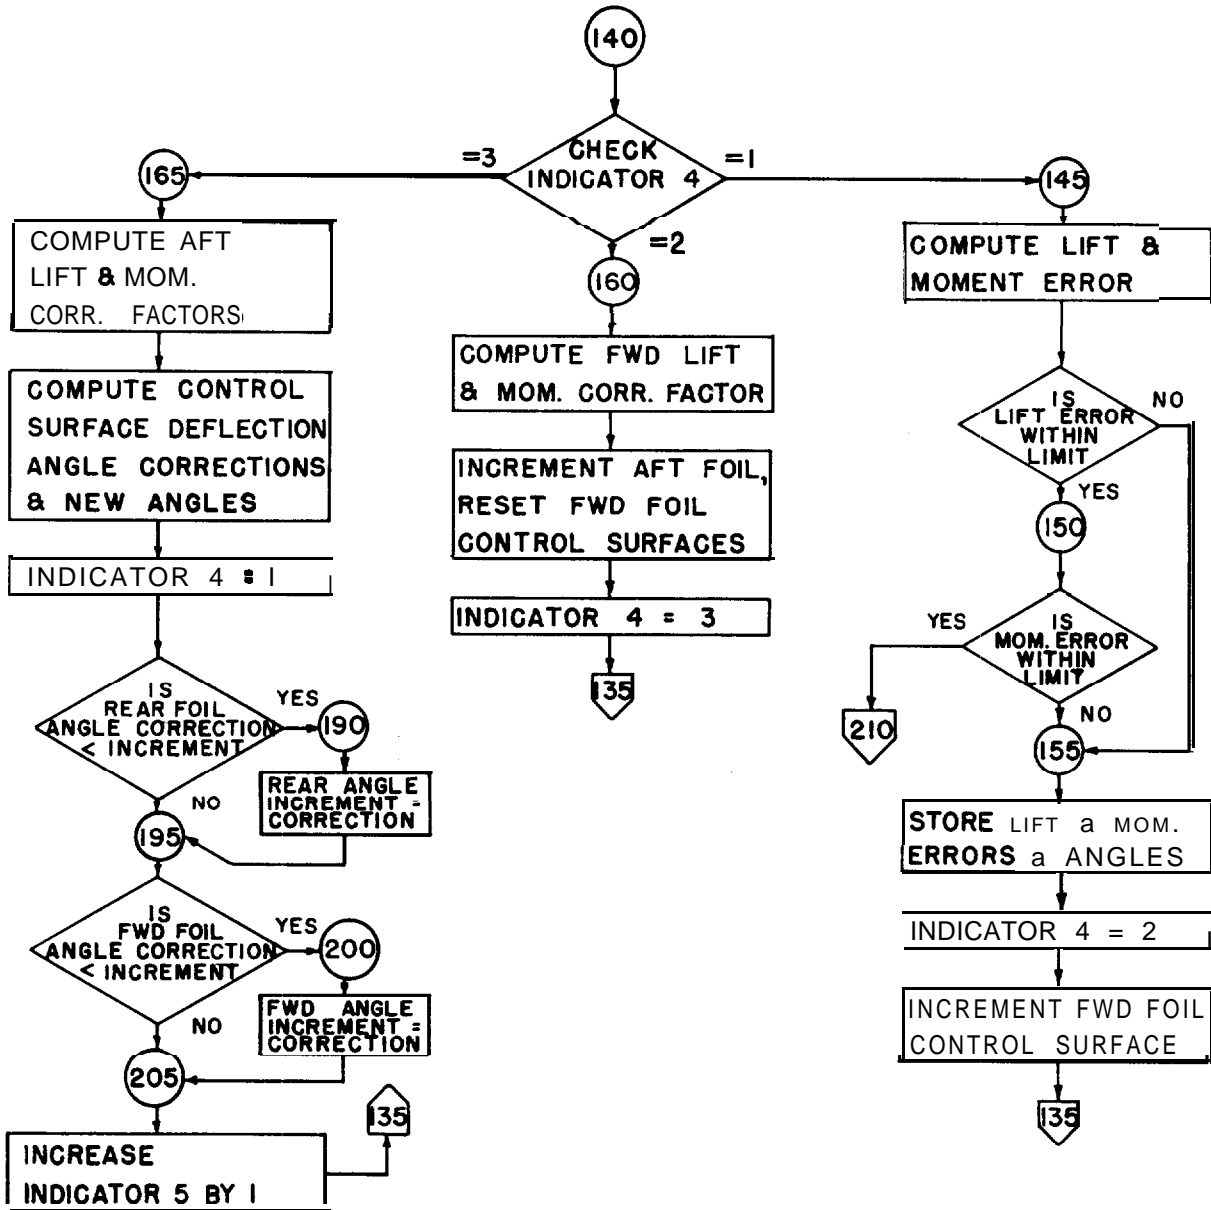 140
CHECK
INDICATOR 4
=3
=1
=2
165
COMPUTE AFT
LIFT & MOM.
CORR. FACTORS
COMPUTE CONTROL
SURFACE DEFLECTION
ANGLE CORRECTIONS
& NEW ANGLES
INDICATOR 4 = 1
IS
REAR FOIL
ANGLE CORRECTION
< INCREMENT
YES
190
REAR ANGLE
INCREMENT =
CORRECTION
NO
195
IS
FWD FOIL
ANGLE CORRECTION
< INCREMENT
YES
200
FWD ANGLE
INCREMENT =
CORRECTION
NO
205
INCREASE
INDICATOR 5 BY 1
135
160
COMPUTE FWD LIFT
& MOM. CORR. FACTOR
INCREMENT AFT FOIL,
RESET FWD FOIL
CONTROL SURFACES
INDICATOR 4 = 3
135
145
COMPUTE LIFT &
MOMENT ERROR
IS
LIFT ERROR
WITHIN
LIMIT
NO
YES
150
IS
MOM. ERROR
WITHIN
LIMIT
YES
210
NO
155
STORE LIFT a MOM.
ERRORS a ANGLES
INDICATOR 4 = 2
INCREMENT FWD FOIL
CONTROL SURFACE
135